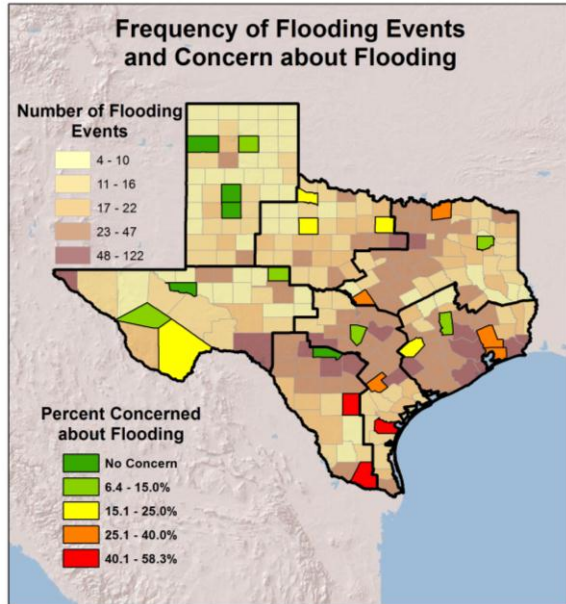 Frequency of Flooding Events
and Concern about Flooding
Number of Flooding
Events
4 - 10
11 - 16
17 - 22
23 - 47
48 - 122
Percent Concerned
about Flooding
No Concern
6.4 - 15.0%
15.1 - 25.0%
25.1 - 40.0%
40.1 - 58.3%